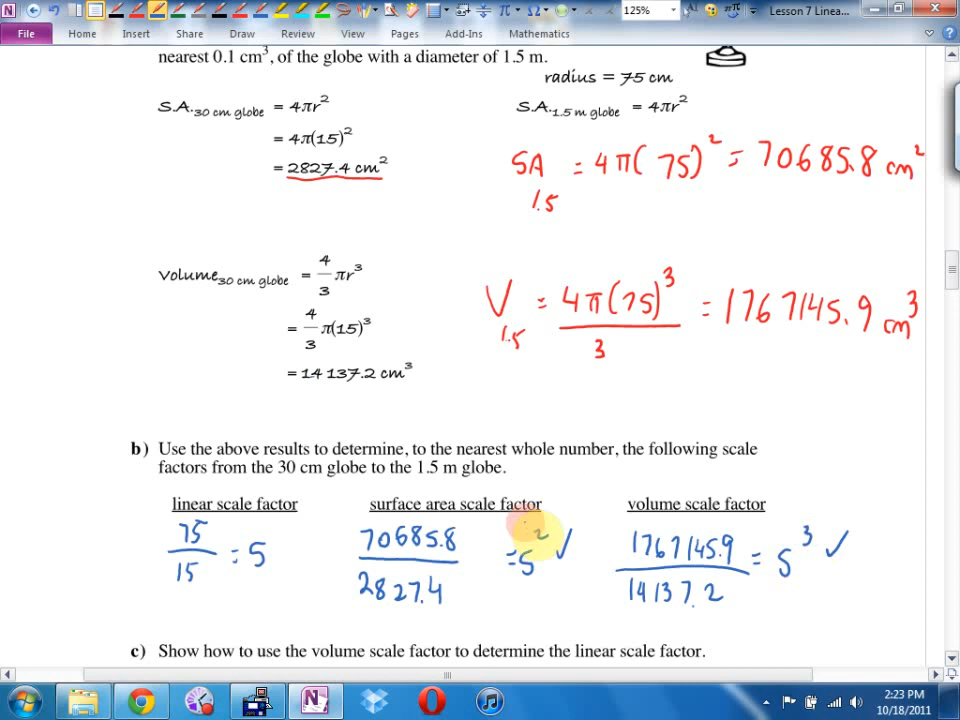 125%
Lesson 7 Linea...
File Home Insert Share Draw Review View Pages Add-Ins Mathematics
nearest 0.1 cm³, of the globe with a diameter of 1.5 m.
radius = 75 cm
S.A.30 cm globe = 4πr²
S.A.1.5 m globe = 4πr²
= 4π(15)²
= 2827.4 cm²
SA 1.5 = 4π(75)² = 70685.8 cm²
Volume30 cm globe = 4/3 πr³
= 4/3 π(15)³
= 14 137.2 cm³
V 1.5 = 4π(75)³/3 = 1767145.9 cm³
b) Use the above results to determine, to the nearest whole number, the following scale
factors from the 30 cm globe to the 1.5 m globe.
linear scale factor surface area scale factor volume scale factor
75/15 = 5
70685.8/2827.4 = 5² ✓
1767145.9/14137.2 = 5³ ✓
c) Show how to use the volume scale factor to determine the linear scale factor.
2:23 PM
10/18/2011